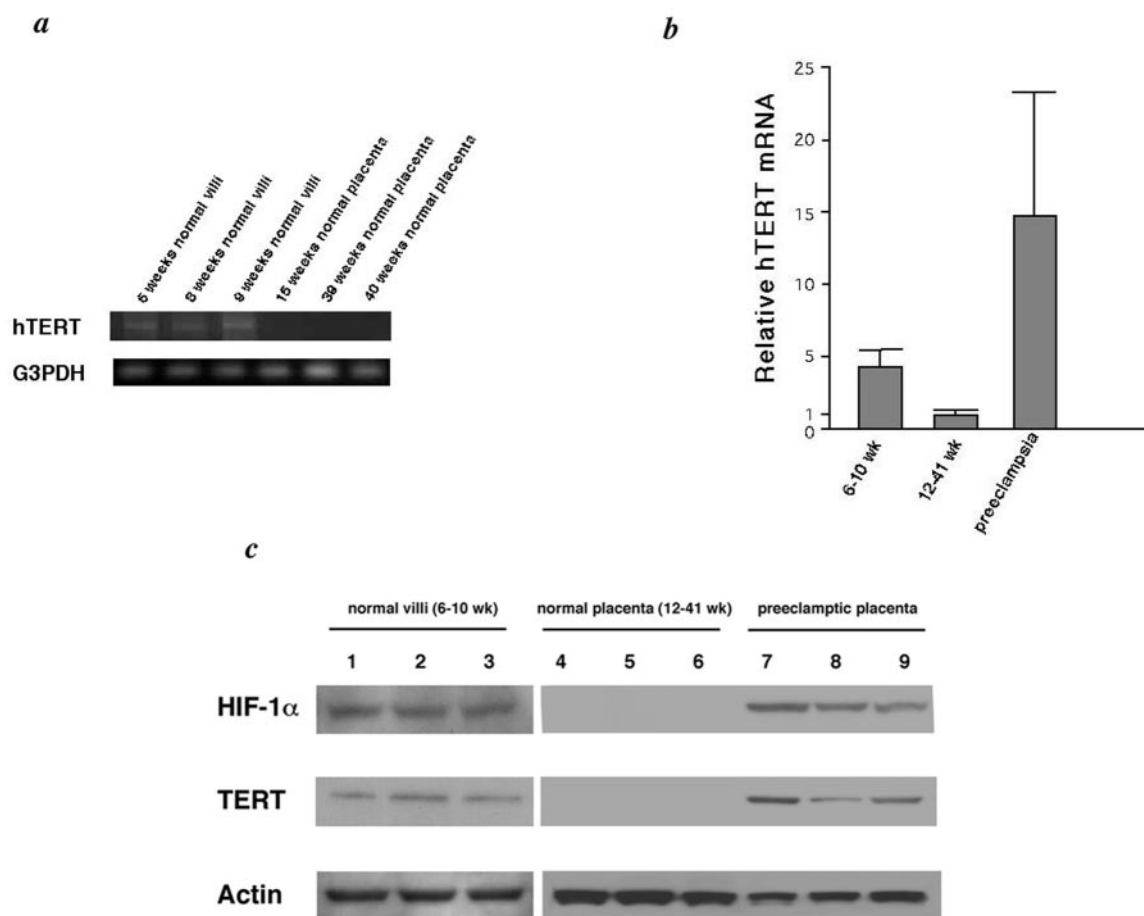 a
5 weeks normal villi
8 weeks normal villi
9 weeks normal villi
15 weeks normal placenta
39 weeks normal placenta
40 weeks normal placenta
hTERT
G3PDH
b
Relative hTERT mRNA
25
20
15
10
5
1
0
6-10 wk
12-41 wk
preeclampsia
c
normal villi (6-10 wk) normal placenta (12-41 wk) preeclamptic placenta
1 2 3 4 5 6 7 8 9
HIF-1α
TERT
Actin